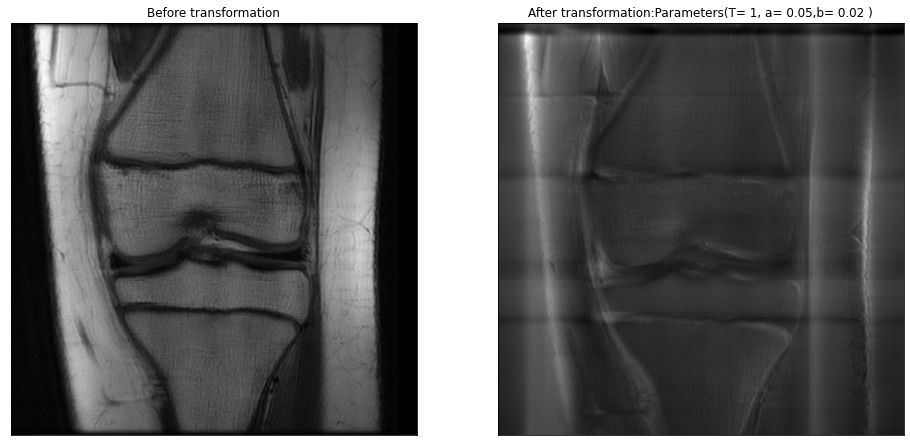 Before transformation
After transformation:Parameters(T= 1, a= 0.05,b= 0.02 )